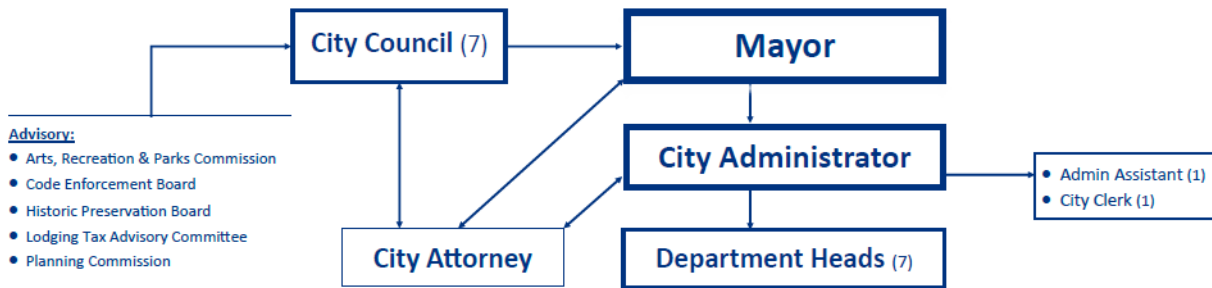 City Council (7)
Mayor
Advisory:
• Arts, Recreation & Parks Commission
• Code Enforcement Board
• Historic Preservation Board
• Lodging Tax Advisory Committee
• Planning Commission
City Administrator
• Admin Assistant (1)
• City Clerk (1)
City Attorney
Department Heads (7)